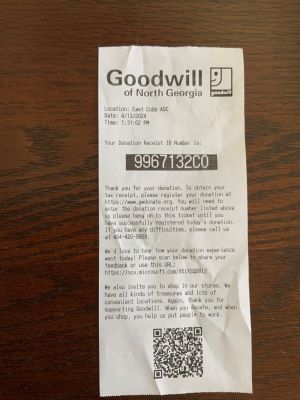 Goodwill
of North Georgia
goodwill
Location: East Cobb ADC
Date: 4/13/2024
Time: 1:31:02 PM
Your Donation Receipt ID Number is:
9967132C0
Thank you for your donation. To obtain your
tax receipt, please register your donation at
https://www.gwdonate.org. You will need to
enter the donation receipt number listed above
so please hang on to this ticket until you
have successfully registered today's donation.
If you have any difficulties, please call us
at 404-420-9929.
We'd love to hear how your donation experience
went today! Please scan below to share your
feedback or use this URL:
We also invite you to shop in our stores. We
have all kinds of treasures and lots of
convenient locations. Again, thank you for
supporting Goodwill. When you donate, and when
you shop, you help us put people to work.